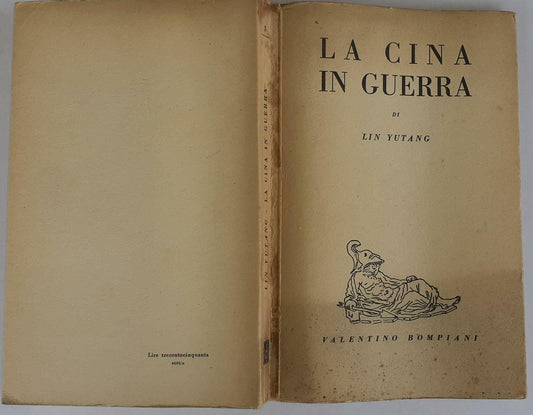 LA CINA
IN GUERRA
DI
LIN YUTANG
VALENTINO BOMPIANI
LIN YUTANG - LA CINA IN GUERRA
Lire trecentocinquanta